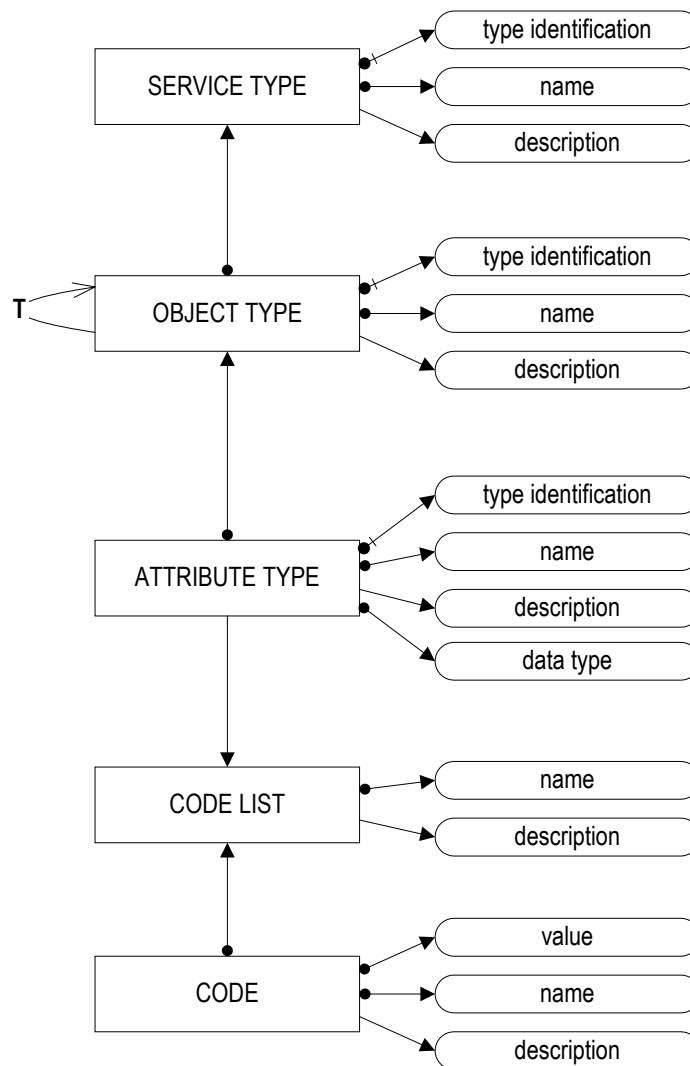 type identification
SERVICE TYPE
name
description
type identification
T
OBJECT TYPE
name
description
type identification
name
ATTRIBUTE TYPE
description
data type
name
CODE LIST
description
value
CODE
name
description